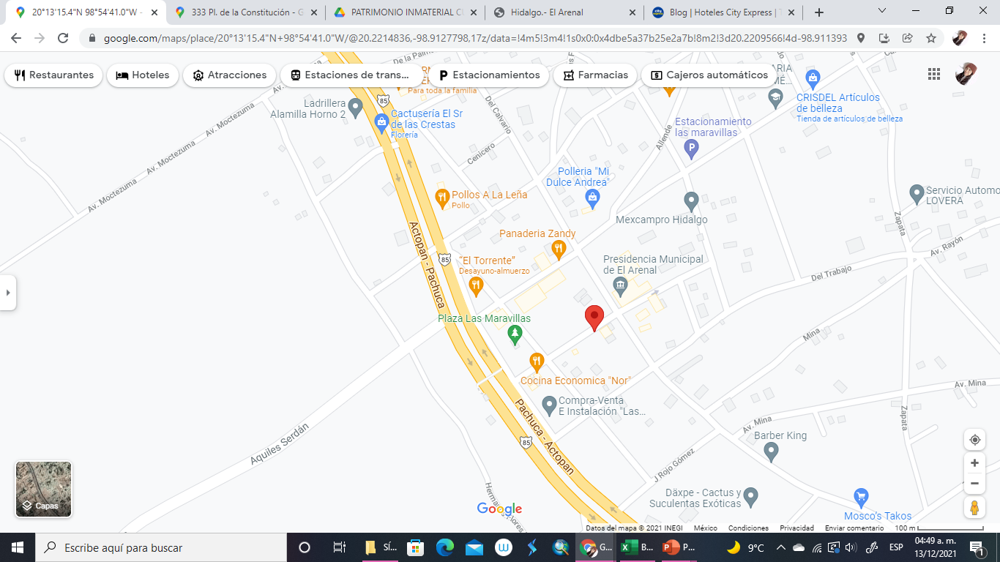 20°13'15.4"N 98°54'41.0"W -
333 Pl. de la Constitución - G
PATRIMONIO INMATERIAL CU
Hidalgo.- El Arenal
Blog | Hoteles City Express | T
google.com/maps/place/20°13'15.4"N+98°54'41.0"W/@20.2214836,-98.9127798,17z/data=!4m5!3m4!1s0x0:0x4dbe5a37b25e2a7b!8m2!3d20.2209566!4d-98.911393
Restaurantes
Hoteles
Atracciones
Estaciones de trans...
Estacionamientos
Farmacias
Cajeros automáticos
De la Palma
Para toda la familia
85
Ladrillera
Alamilla Horno 2
Cactusería El Sr
de las Crestas
Florería
Del Calvario
Allende
Estacionamiento
las maravillas
CRISDEL Artículos
de belleza
Tienda de artículos de belleza
Av. Moctezuma
Av. Moctezuma
Av. Moctezuma
Av. Moctezuma
Cenicero
Polleria "Mi
Dulce Andrea"
Pollos A La Leña
Pollo
Mexcampro Hidalgo
Servicio Automo
LOVERA
Zapata
Av. Rayón
Panaderia Zandy
Actopan - Pachuca
85
"El Torrente"
Desayuno-almuerzo
Presidencia Municipal
de El Arenal
Del Trabajo
Plaza Las Maravillas
Mina
Cocina Economica "Nor"
Av. Mina
Compra-Venta
E Instalación "Las...
Pachuca - Actopan
Zapata
Av. Mina
Barber King
85
Aquiles Serdán
J Rojo Gómez
Däxpe - Cactus y
Suculentas Exóticas
Mosco's Takos
Capas
Google
Datos del mapa © 2021 INEGI
México
Condiciones
Privacidad
Enviar comentario
100 m
Escribe aquí para buscar
SÍ...
G...
B...
P...
9°C
ESP
04:49 a. m.
13/12/2021
1